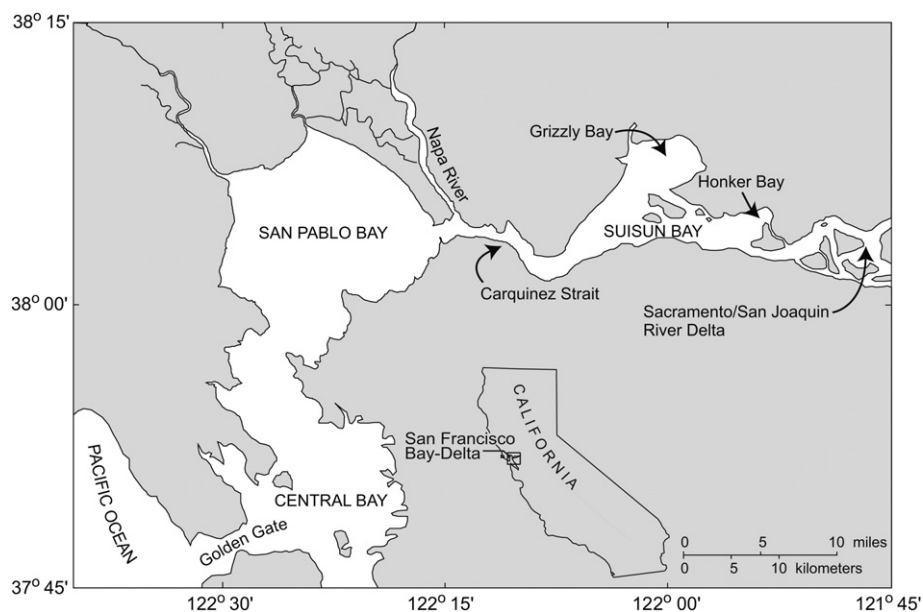 38° 15'
Napa River
Grizzly Bay
Honker Bay
SAN PABLO BAY
SUISUN BAY
Carquinez Strait
38° 00'
Sacramento/San Joaquin
River Delta
CALIFORNIA
San Francisco
Bay-Delta
PACIFIC OCEAN
CENTRAL BAY
Golden Gate
0 5 10 miles
0 5 10 kilometers
37° 45'
122° 30' 122° 15' 122° 00' 121° 45'